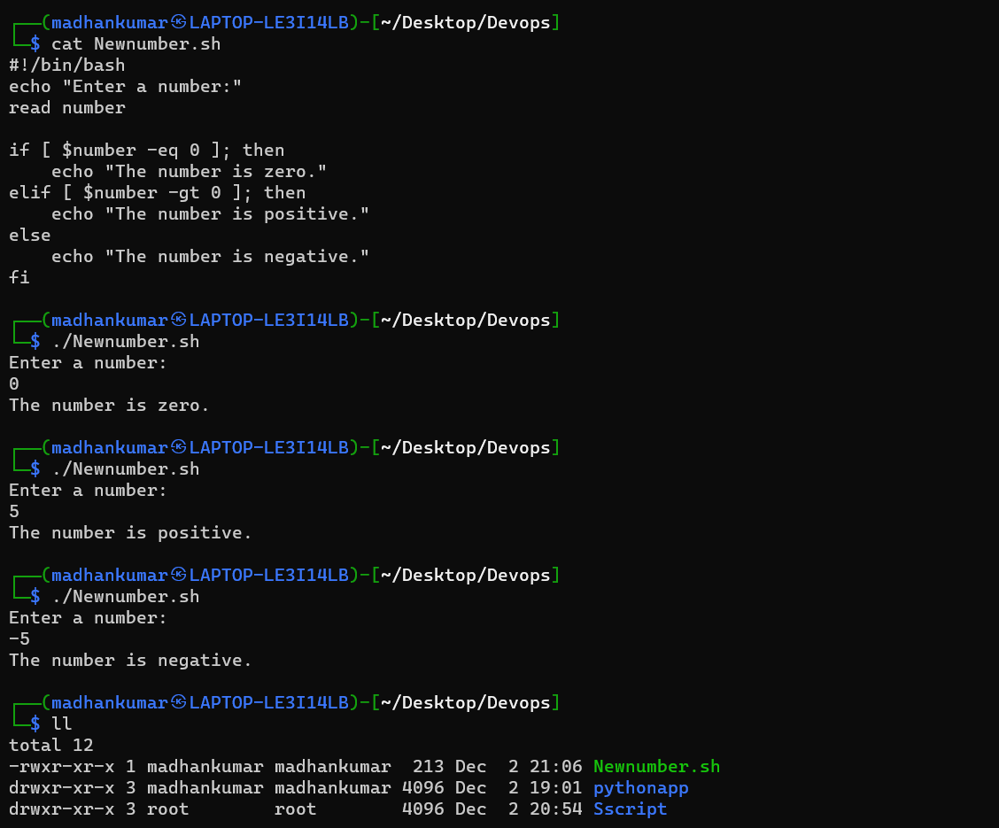 ┌──(madhankumar㉿LAPTOP-LE3I14LB)-[~/Desktop/Devops]
└─$ cat Newnumber.sh
#!/bin/bash
echo "Enter a number:"
read number

if [ $number -eq 0 ]; then
    echo "The number is zero."
elif [ $number -gt 0 ]; then
    echo "The number is positive."
else
    echo "The number is negative."
fi

┌──(madhankumar㉿LAPTOP-LE3I14LB)-[~/Desktop/Devops]
└─$ ./Newnumber.sh
Enter a number:
0
The number is zero.

┌──(madhankumar㉿LAPTOP-LE3I14LB)-[~/Desktop/Devops]
└─$ ./Newnumber.sh
Enter a number:
5
The number is positive.

┌──(madhankumar㉿LAPTOP-LE3I14LB)-[~/Desktop/Devops]
└─$ ./Newnumber.sh
Enter a number:
-5
The number is negative.

┌──(madhankumar㉿LAPTOP-LE3I14LB)-[~/Desktop/Devops]
└─$ ll
total 12
-rwxr-xr-x 1 madhankumar madhankumar  213 Dec  2 21:06 Newnumber.sh
drwxr-xr-x 3 madhankumar madhankumar 4096 Dec  2 19:01 pythonapp
drwxr-xr-x 3 root        root        4096 Dec  2 20:54 Sscript